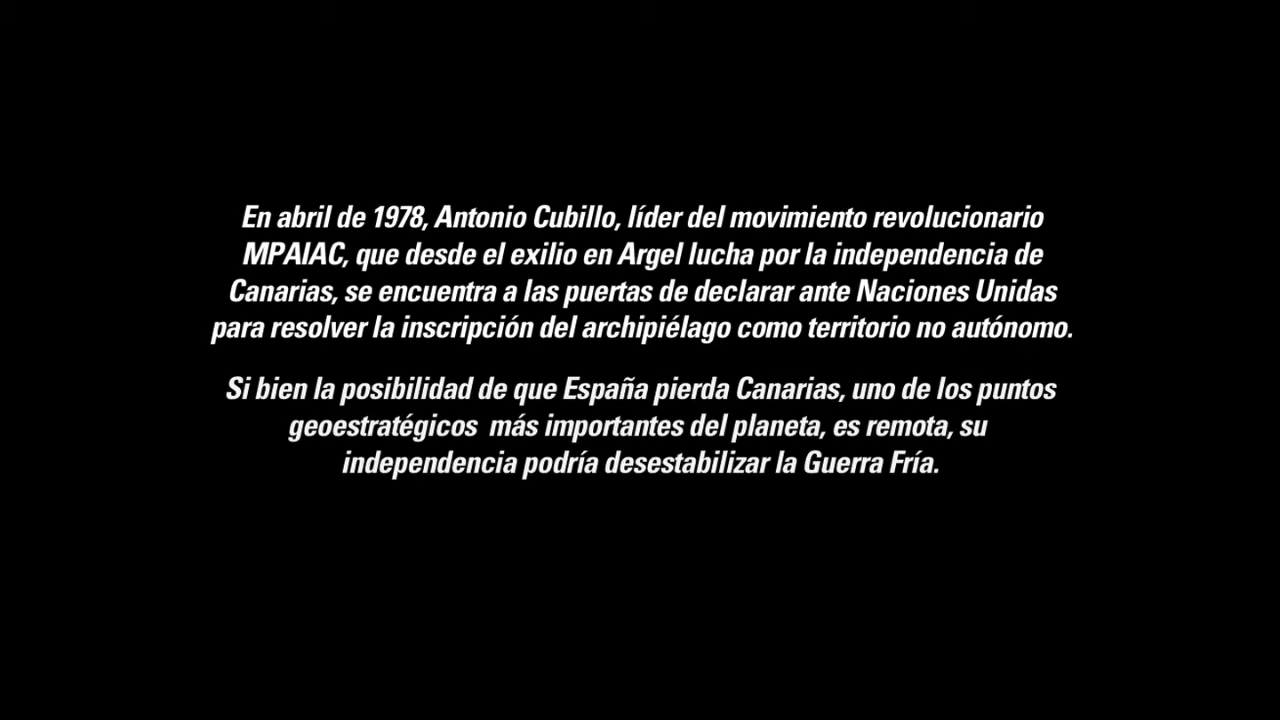 En abril de 1978, Antonio Cubillo, líder del movimiento revolucionario
MPAIAC, que desde el exilio en Argel lucha por la independencia de
Canarias, se encuentra a las puertas de declarar ante Naciones Unidas
para resolver la inscripción del archipiélago como territorio no autónomo.
Si bien la posibilidad de que España pierda Canarias, uno de los puntos
geoestratégicos  más importantes del planeta, es remota, su
independencia podría desestabilizar la Guerra Fría.